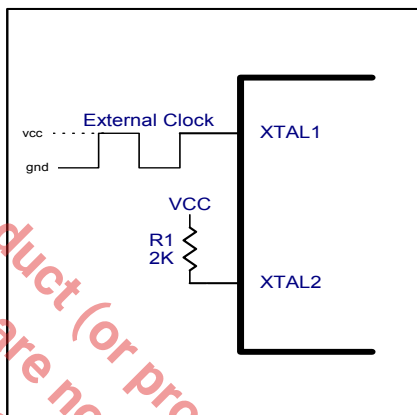 External Clock
vcc
gnd
XTAL1
VCC
R1
2K
XTAL2
duct (or pro
are no